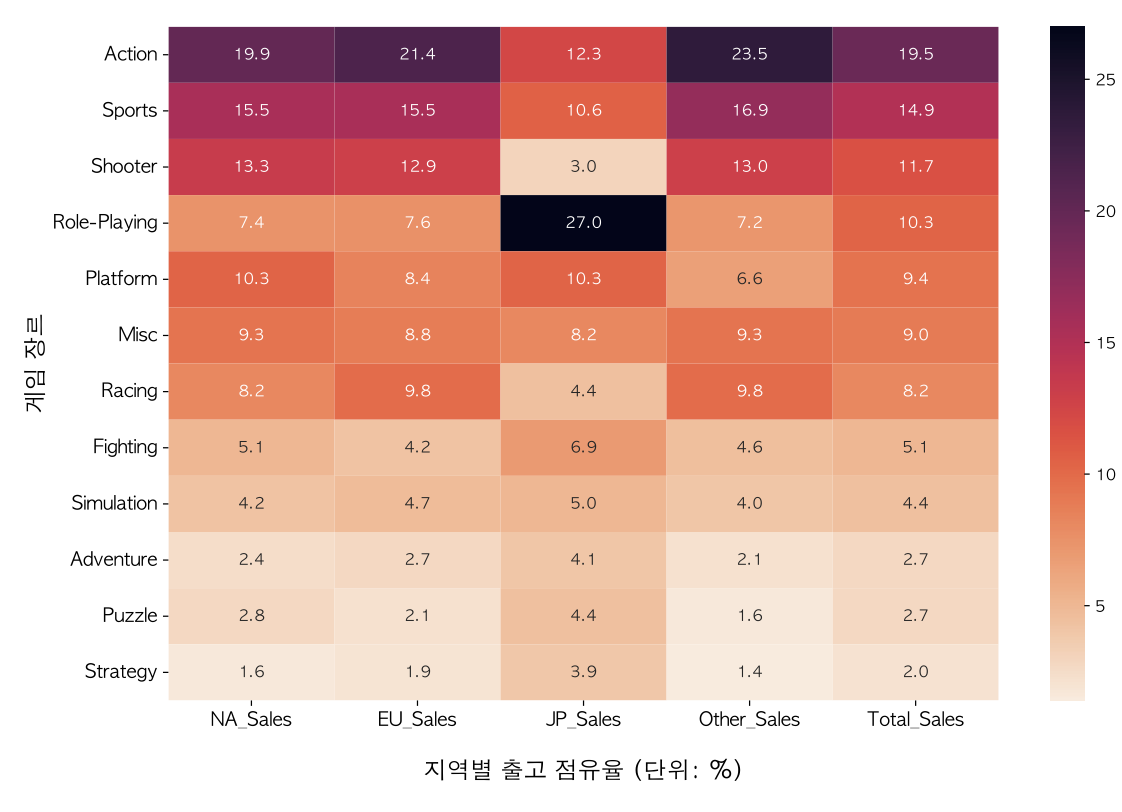 Action 19.9 21.4 12.3 23.5 19.5
Sports 15.5 15.5 10.6 16.9 14.9
Shooter 13.3 12.9 3.0 13.0 11.7
Role-Playing 7.4 7.6 27.0 7.2 10.3
Platform 10.3 8.4 10.3 6.6 9.4
Misc 9.3 8.8 8.2 9.3 9.0
Racing 8.2 9.8 4.4 9.8 8.2
Fighting 5.1 4.2 6.9 4.6 5.1
Simulation 4.2 4.7 5.0 4.0 4.4
Adventure 2.4 2.7 4.1 2.1 2.7
Puzzle 2.8 2.1 4.4 1.6 2.7
Strategy 1.6 1.9 3.9 1.4 2.0
NA_Sales EU_Sales JP_Sales Other_Sales Total_Sales
게임 장르
지역별 출고 점유율 (단위: %)
25
20
15
10
5